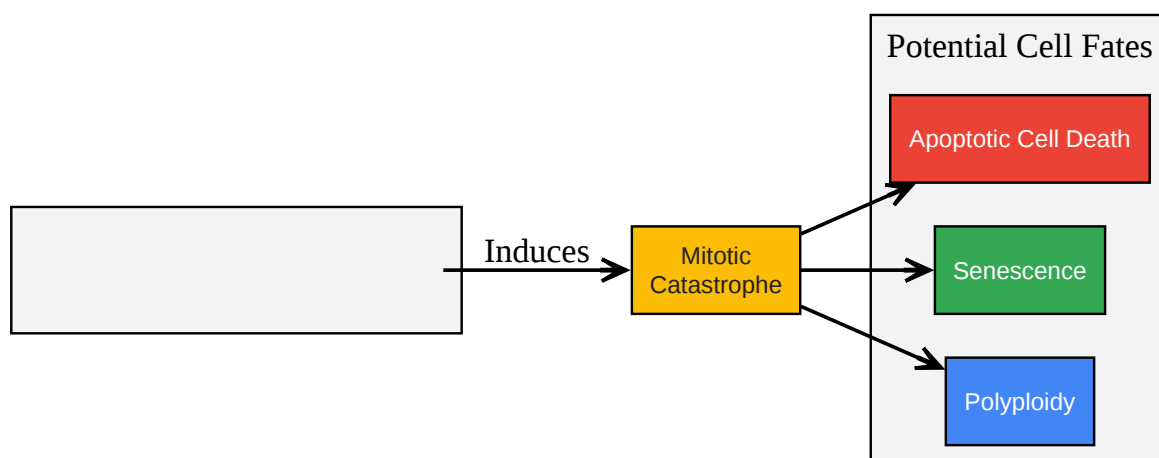 Potential Cell Fates
Apoptotic Cell Death
Induces
Mitotic
Catastrophe
Senescence
Polyploidy